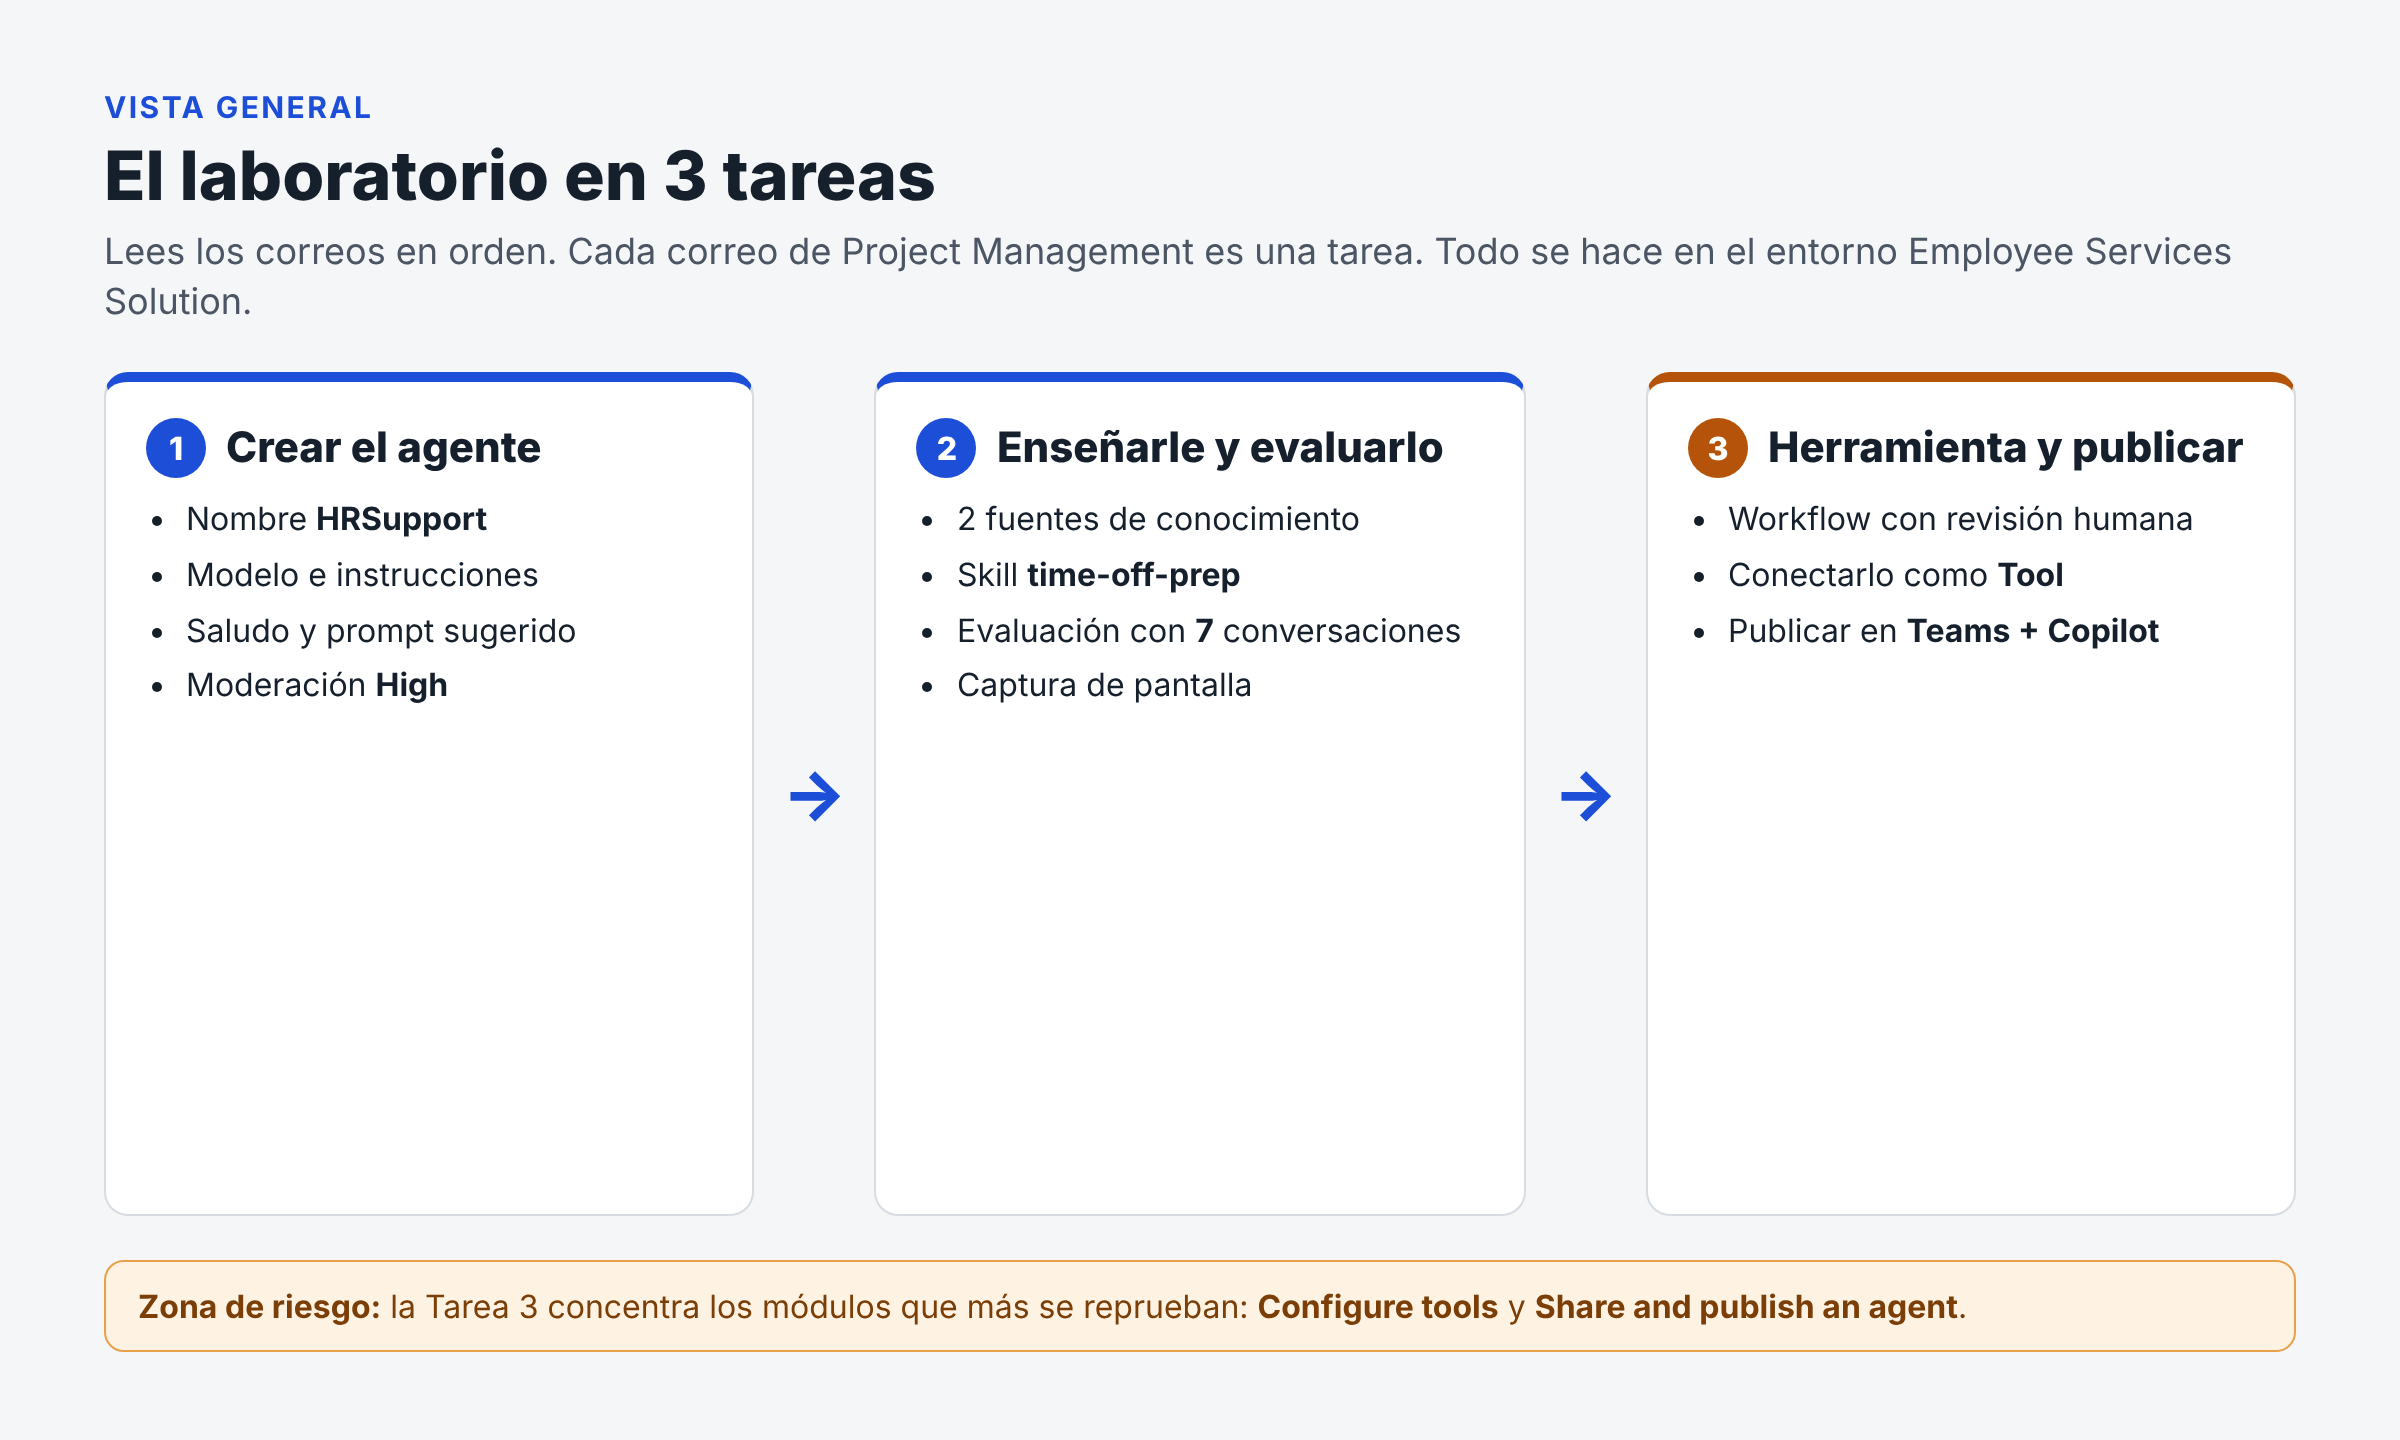 VISTA GENERAL
El laboratorio en 3 tareas
Lees los correos en orden. Cada correo de Project Management es una tarea. Todo se hace en el entorno Employee Services
Solution.
1 Crear el agente
• Nombre HRSupport
• Modelo e instrucciones
• Saludo y prompt sugerido
• Moderación High
→
2 Enseñarle y evaluarlo
• 2 fuentes de conocimiento
• Skill time-off-prep
• Evaluación con 7 conversaciones
• Captura de pantalla
→
3 Herramienta y publicar
• Workflow con revisión humana
• Conectarlo como Tool
• Publicar en Teams + Copilot
Zona de riesgo: la Tarea 3 concentra los módulos que más se reprueban: Configure tools y Share and publish an agent.